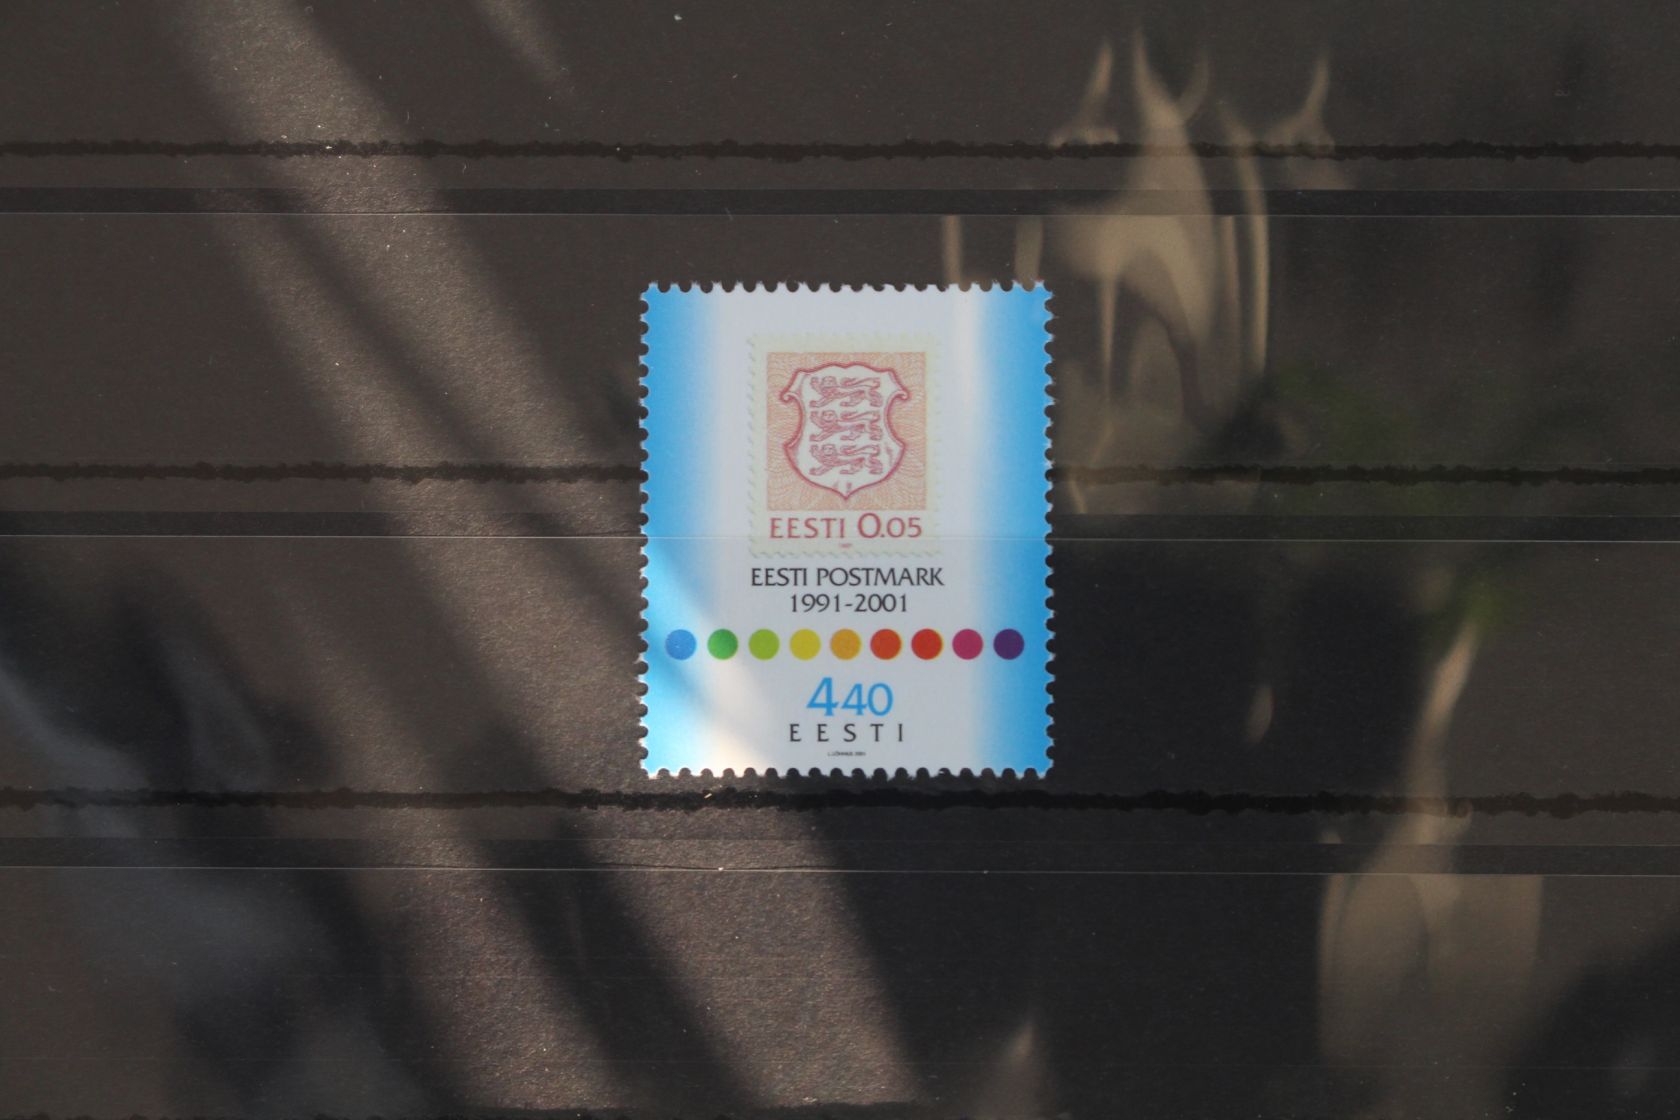 EESTI 0.05
EESTI POSTMARK
1991-2001
4.40
EESTI